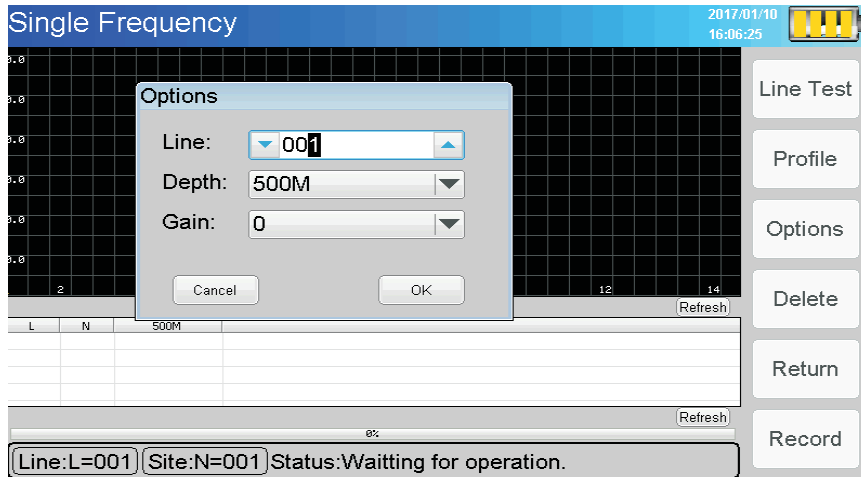 Single Frequency
2017/01/10
16:06:25
Options
Line: 001
Depth: 500M
Gain: 0
Cancel OK
2 12 14
Refresh
L N 500M
Refresh
0%
Line:L=001 Site:N=001 Status:Waitting for operation.
Line Test
Profile
Options
Delete
Return
Record